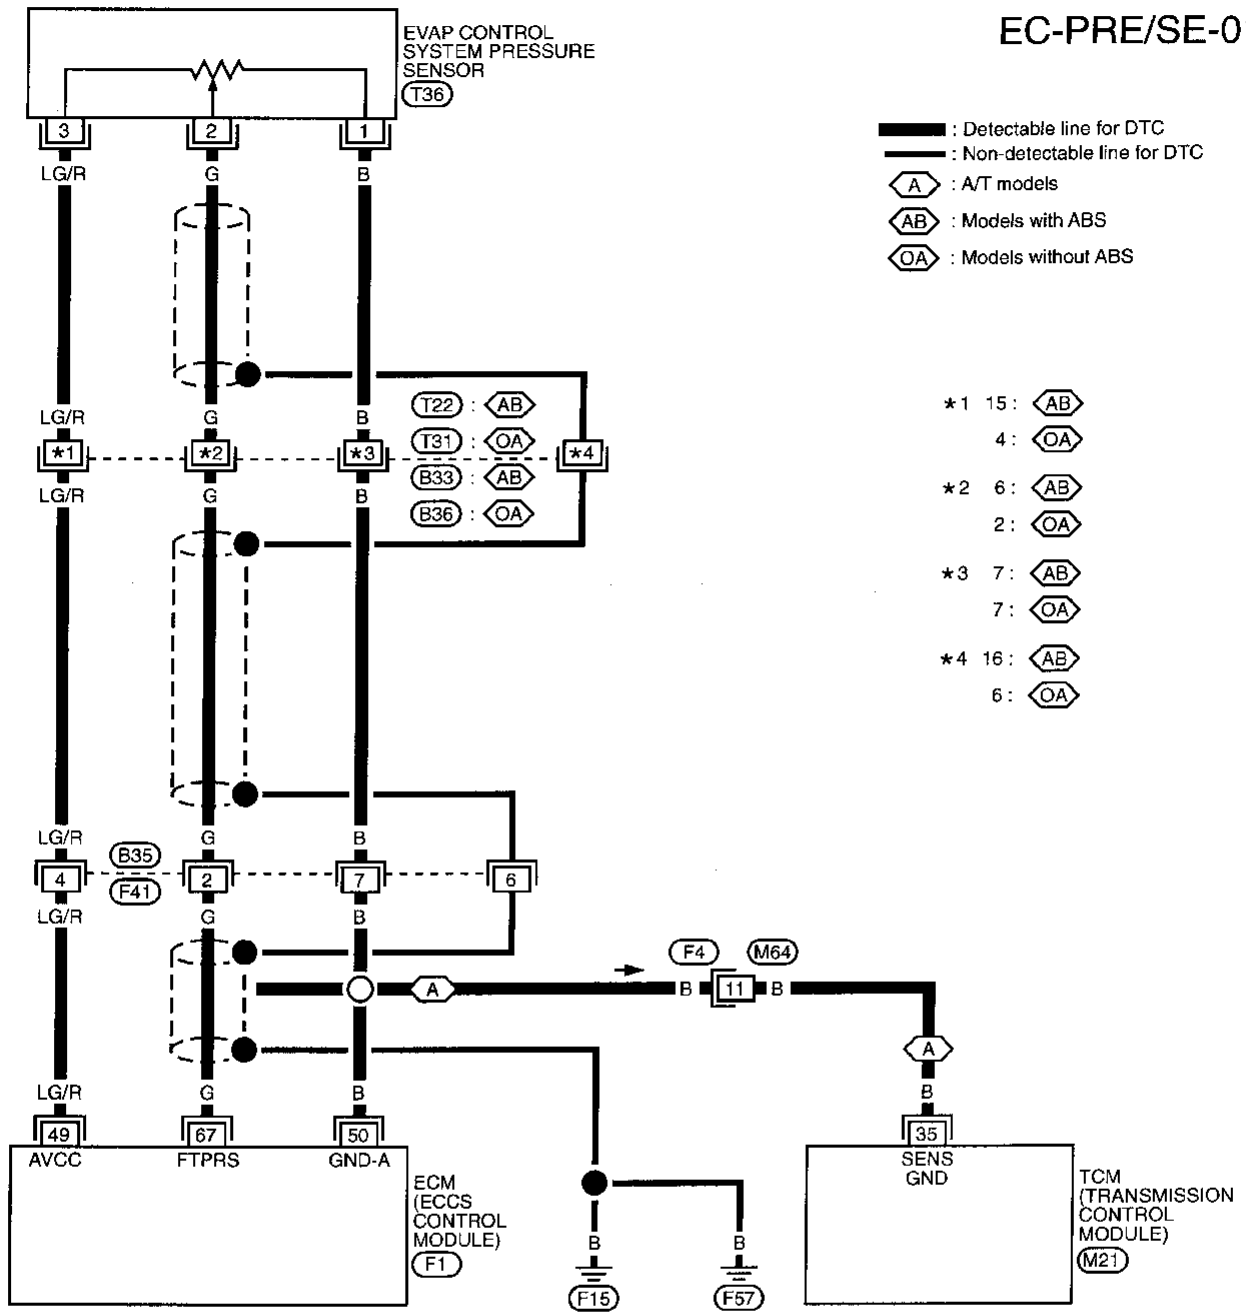 EC-PRE/SE-0
EVAP CONTROL
SYSTEM PRESSURE
SENSOR
T36
3 2 1
LG/R G B
: Detectable line for DTC
: Non-detectable line for DTC
A : A/T models
AB : Models with ABS
OA : Models without ABS
LG/R G B
T22 : AB
T31 : OA
B33 : AB
B36 : OA
*1 *2 *3 *4
LG/R G B
*1 15 : AB
4 : OA
*2 6 : AB
2 : OA
*3 7 : AB
7 : OA
*4 16 : AB
6 : OA
LG/R G B
B35
F41
4 2 7 6
LG/R G B
F4 M64
A B 11 B
A
LG/R G B B
49 67 50 35
AVCC FTPRS GND-A
SENS
GND
ECM
(ECCS
CONTROL
MODULE)
F1
B B
F15 F57
TCM
(TRANSMISSION
CONTROL
MODULE)
M21